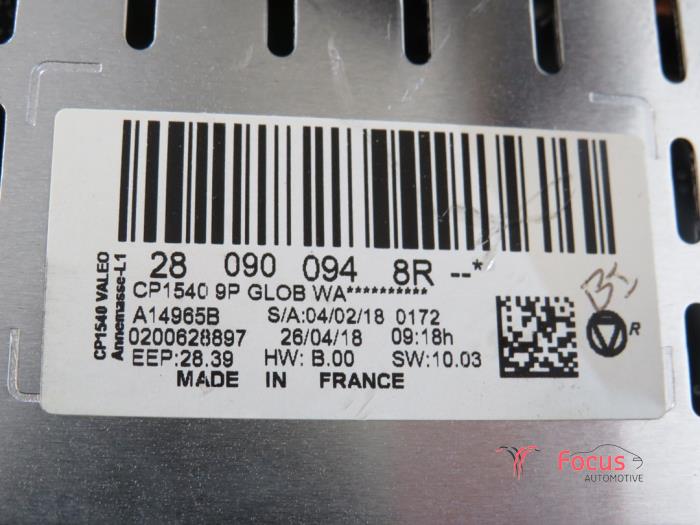 CP1540 VALEO
Annemasse-L1
28 090 094 8R --*
CP1540 9P GLOB WA**********
A14965B S/A:04/02/18 0172
0200628897 26/04/18 09:18h
EEP:28.39 HW: B.00 SW:10.03
MADE IN FRANCE
R
Focus
AUTOMOTIVE